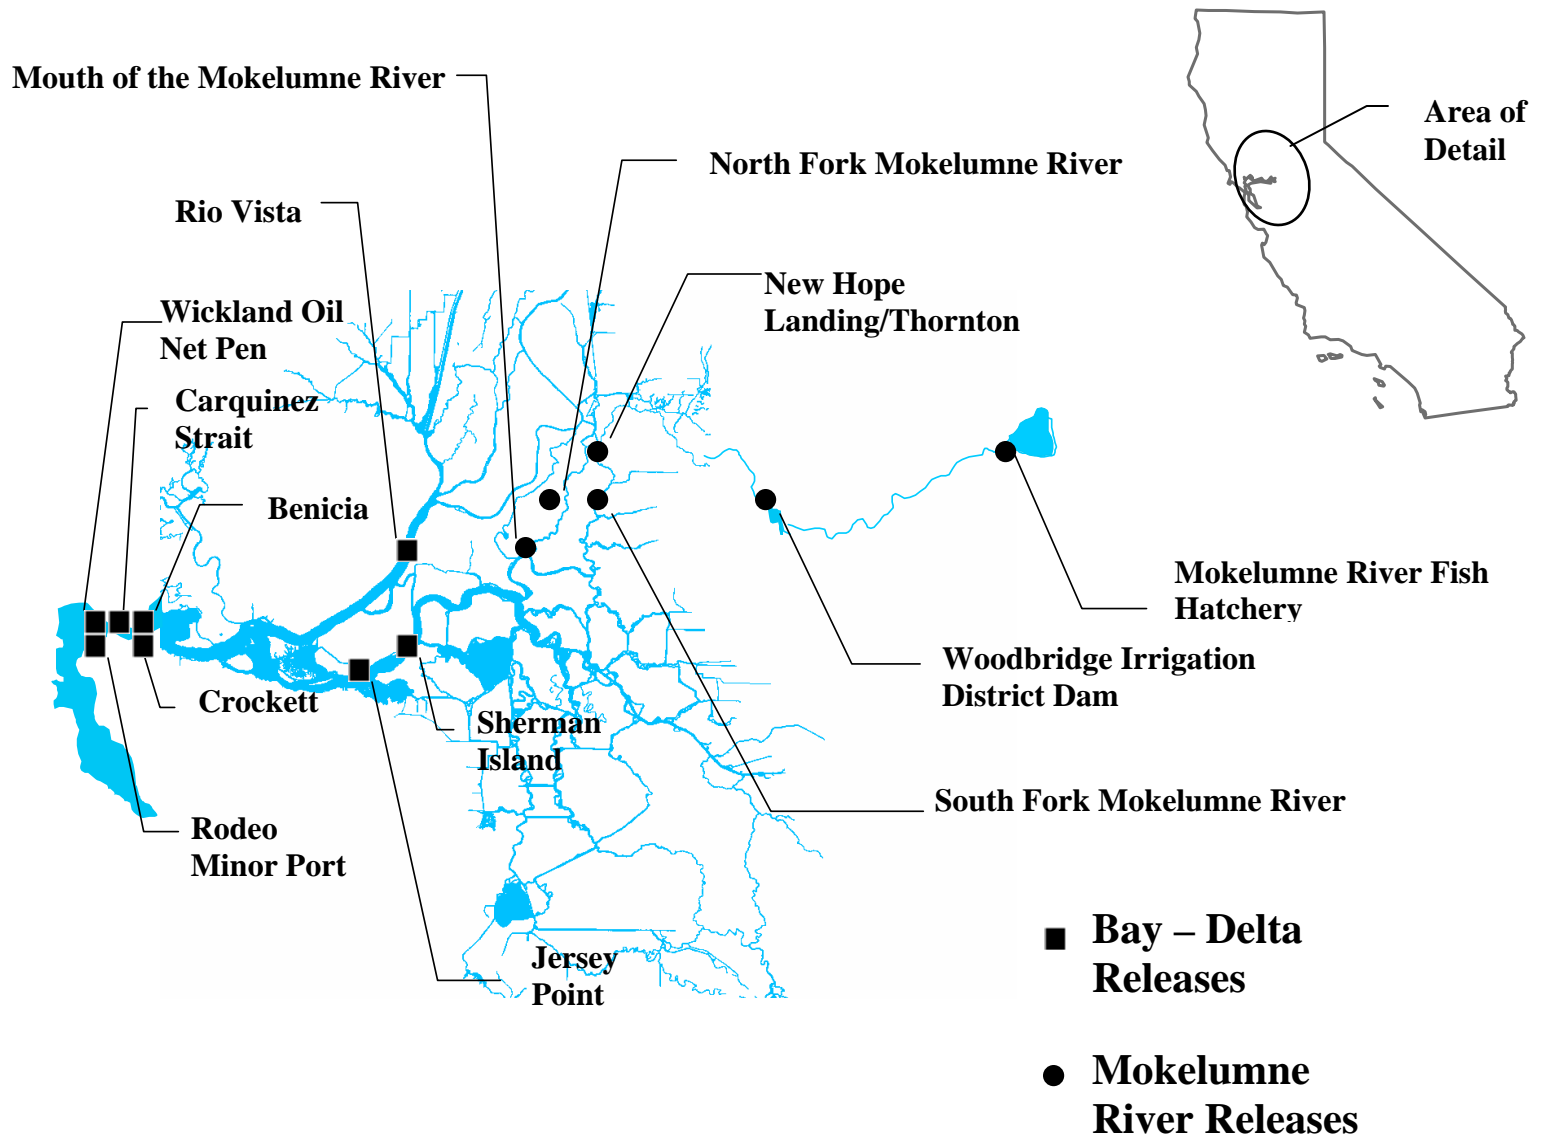 Mouth of the Mokelumne River
Area of
Detail
North Fork Mokelumne River
Rio Vista
New Hope
Landing/Thornton
Wickland Oil
Net Pen
Carquinez
Strait
Benicia
Mokelumne River Fish
Hatchery
Woodbridge Irrigation
District Dam
Crockett
Sherman
Island
South Fork Mokelumne River
Rodeo
Minor Port
Jersey
Point
Bay – Delta
Releases
Mokelumne
River Releases